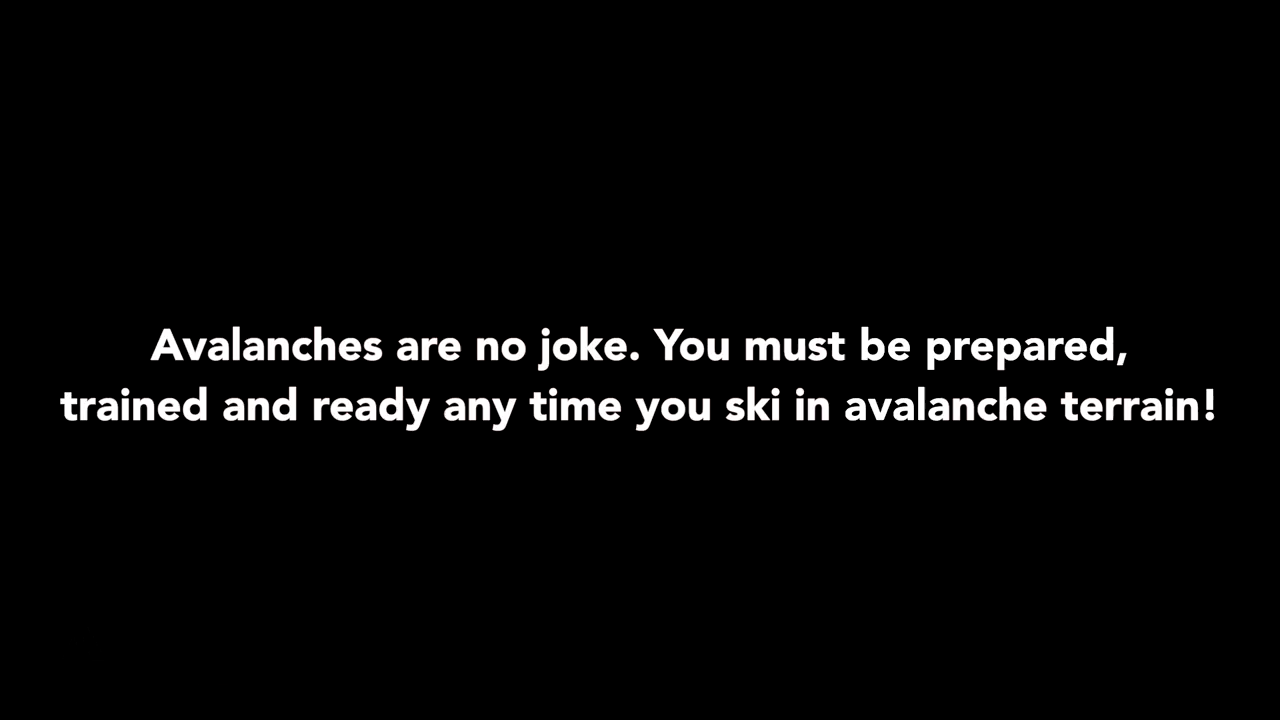 Avalanches are no joke. You must be prepared,
trained and ready any time you ski in avalanche terrain!